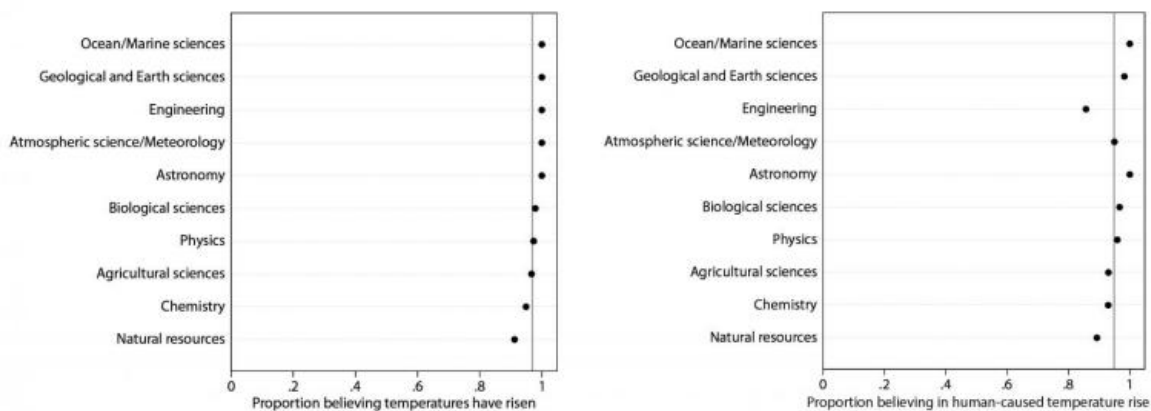 Ocean/Marine sciences
Geological and Earth sciences
Engineering
Atmospheric science/Meteorology
Astronomy
Biological sciences
Physics
Agricultural sciences
Chemistry
Natural resources
0 .2 .4 .6 .8 1
Proportion believing temperatures have risen
Ocean/Marine sciences
Geological and Earth sciences
Engineering
Atmospheric science/Meteorology
Astronomy
Biological sciences
Physics
Agricultural sciences
Chemistry
Natural resources
0 .2 .4 .6 .8 1
Proportion believing in human-caused temperature rise